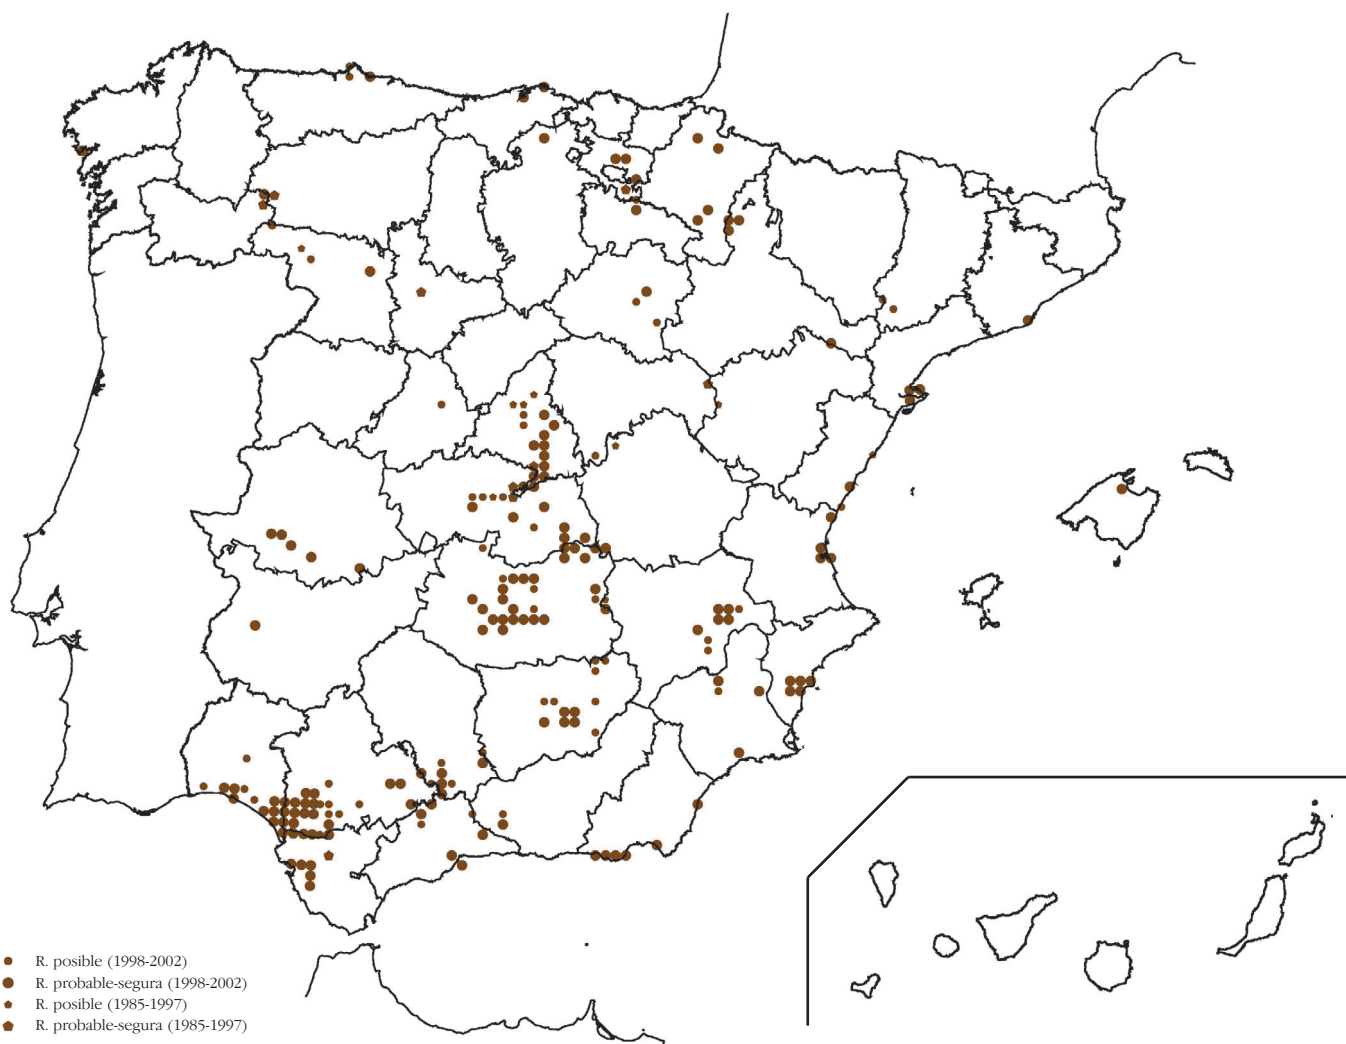 R. posible (1998-2002)
R. probable-segura (1998-2002)
R. posible (1985-1997)
R. probable-segura (1985-1997)